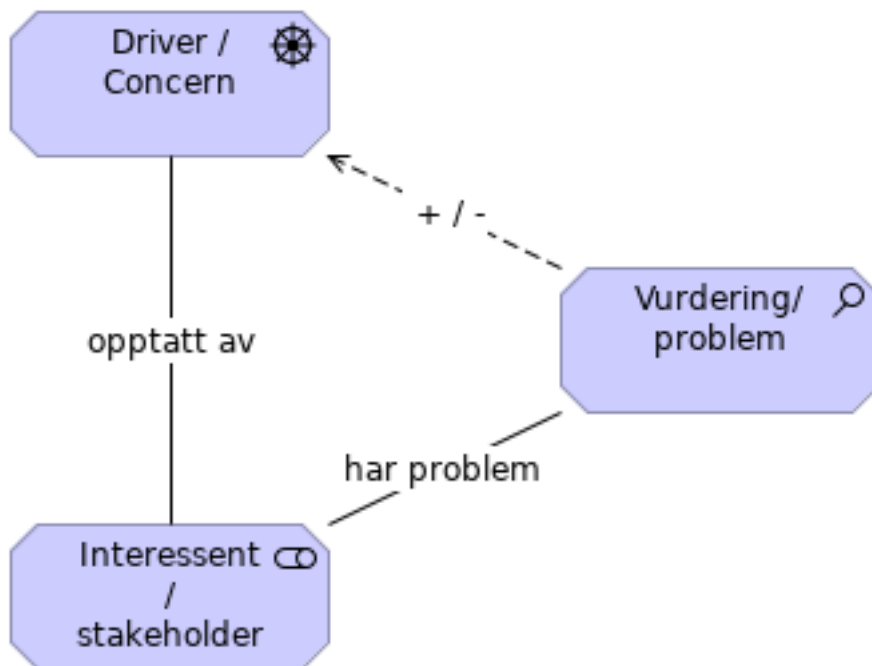 Driver /
Concern
+ / -
Vurdering/
problem
opptatt av
har problem
Interessent
/
stakeholder